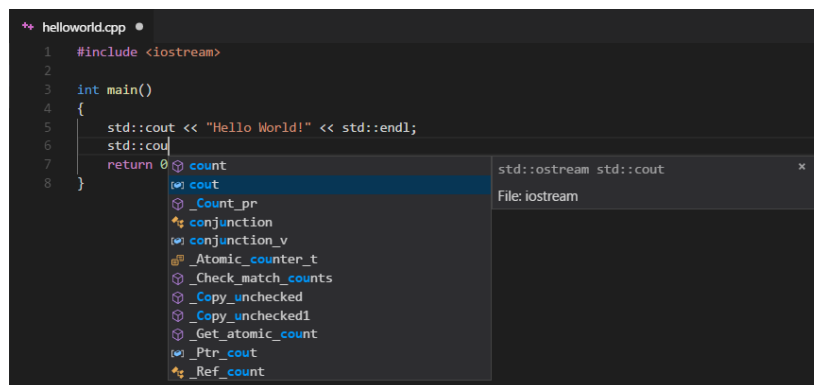 helloworld.cpp
1 #include <iostream>
2
3 int main()
4 {
5 std::cout << "Hello World!" << std::endl;
6 std::cou
7 return 0
8 }
count
cout
_Count_pr
conjunction
conjunction_v
_Atomic_counter_t
_Check_match_counts
_Copy_unchecked
_Copy_unchecked1
_Get_atomic_count
_Ptr_cout
_Ref_count
std::ostream std::cout ×
File: iostream